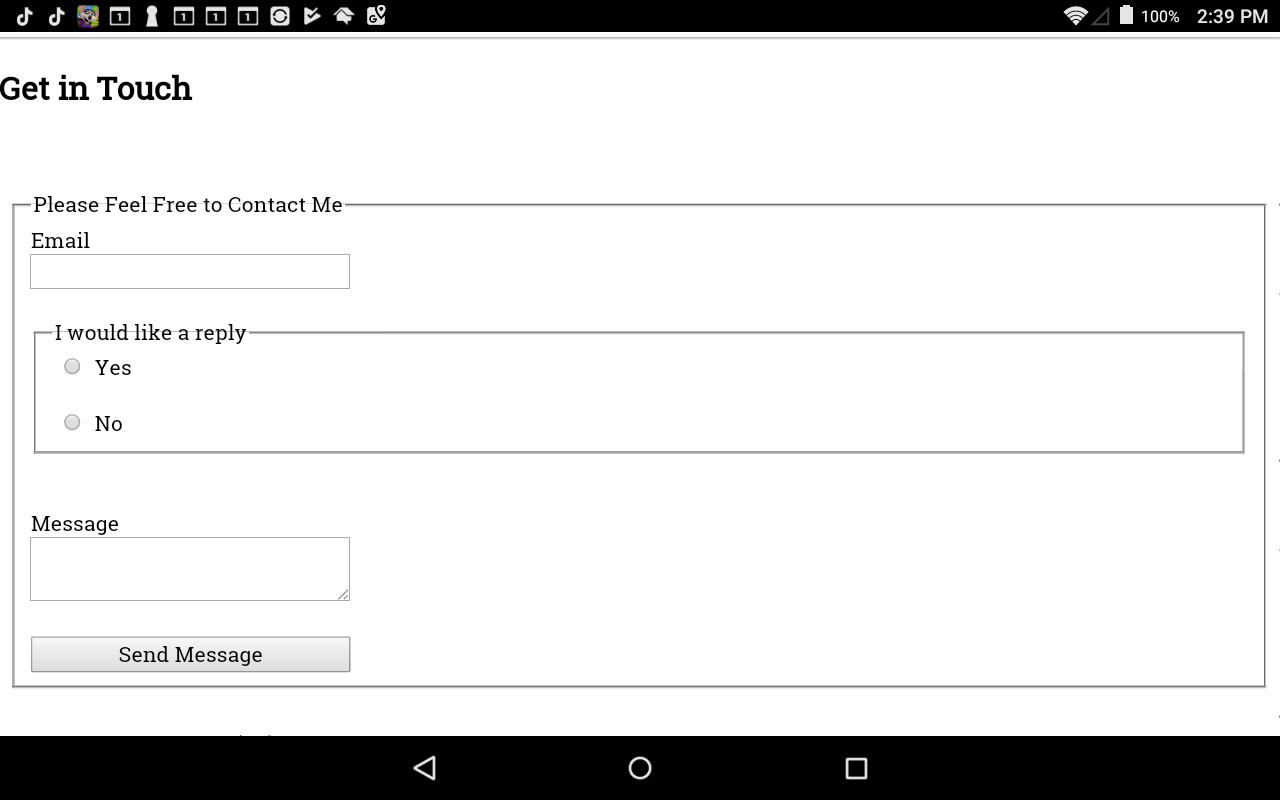 100% 2:39 PM
Get in Touch
Please Feel Free to Contact Me
Email
I would like a reply
Yes
No
Message
Send Message